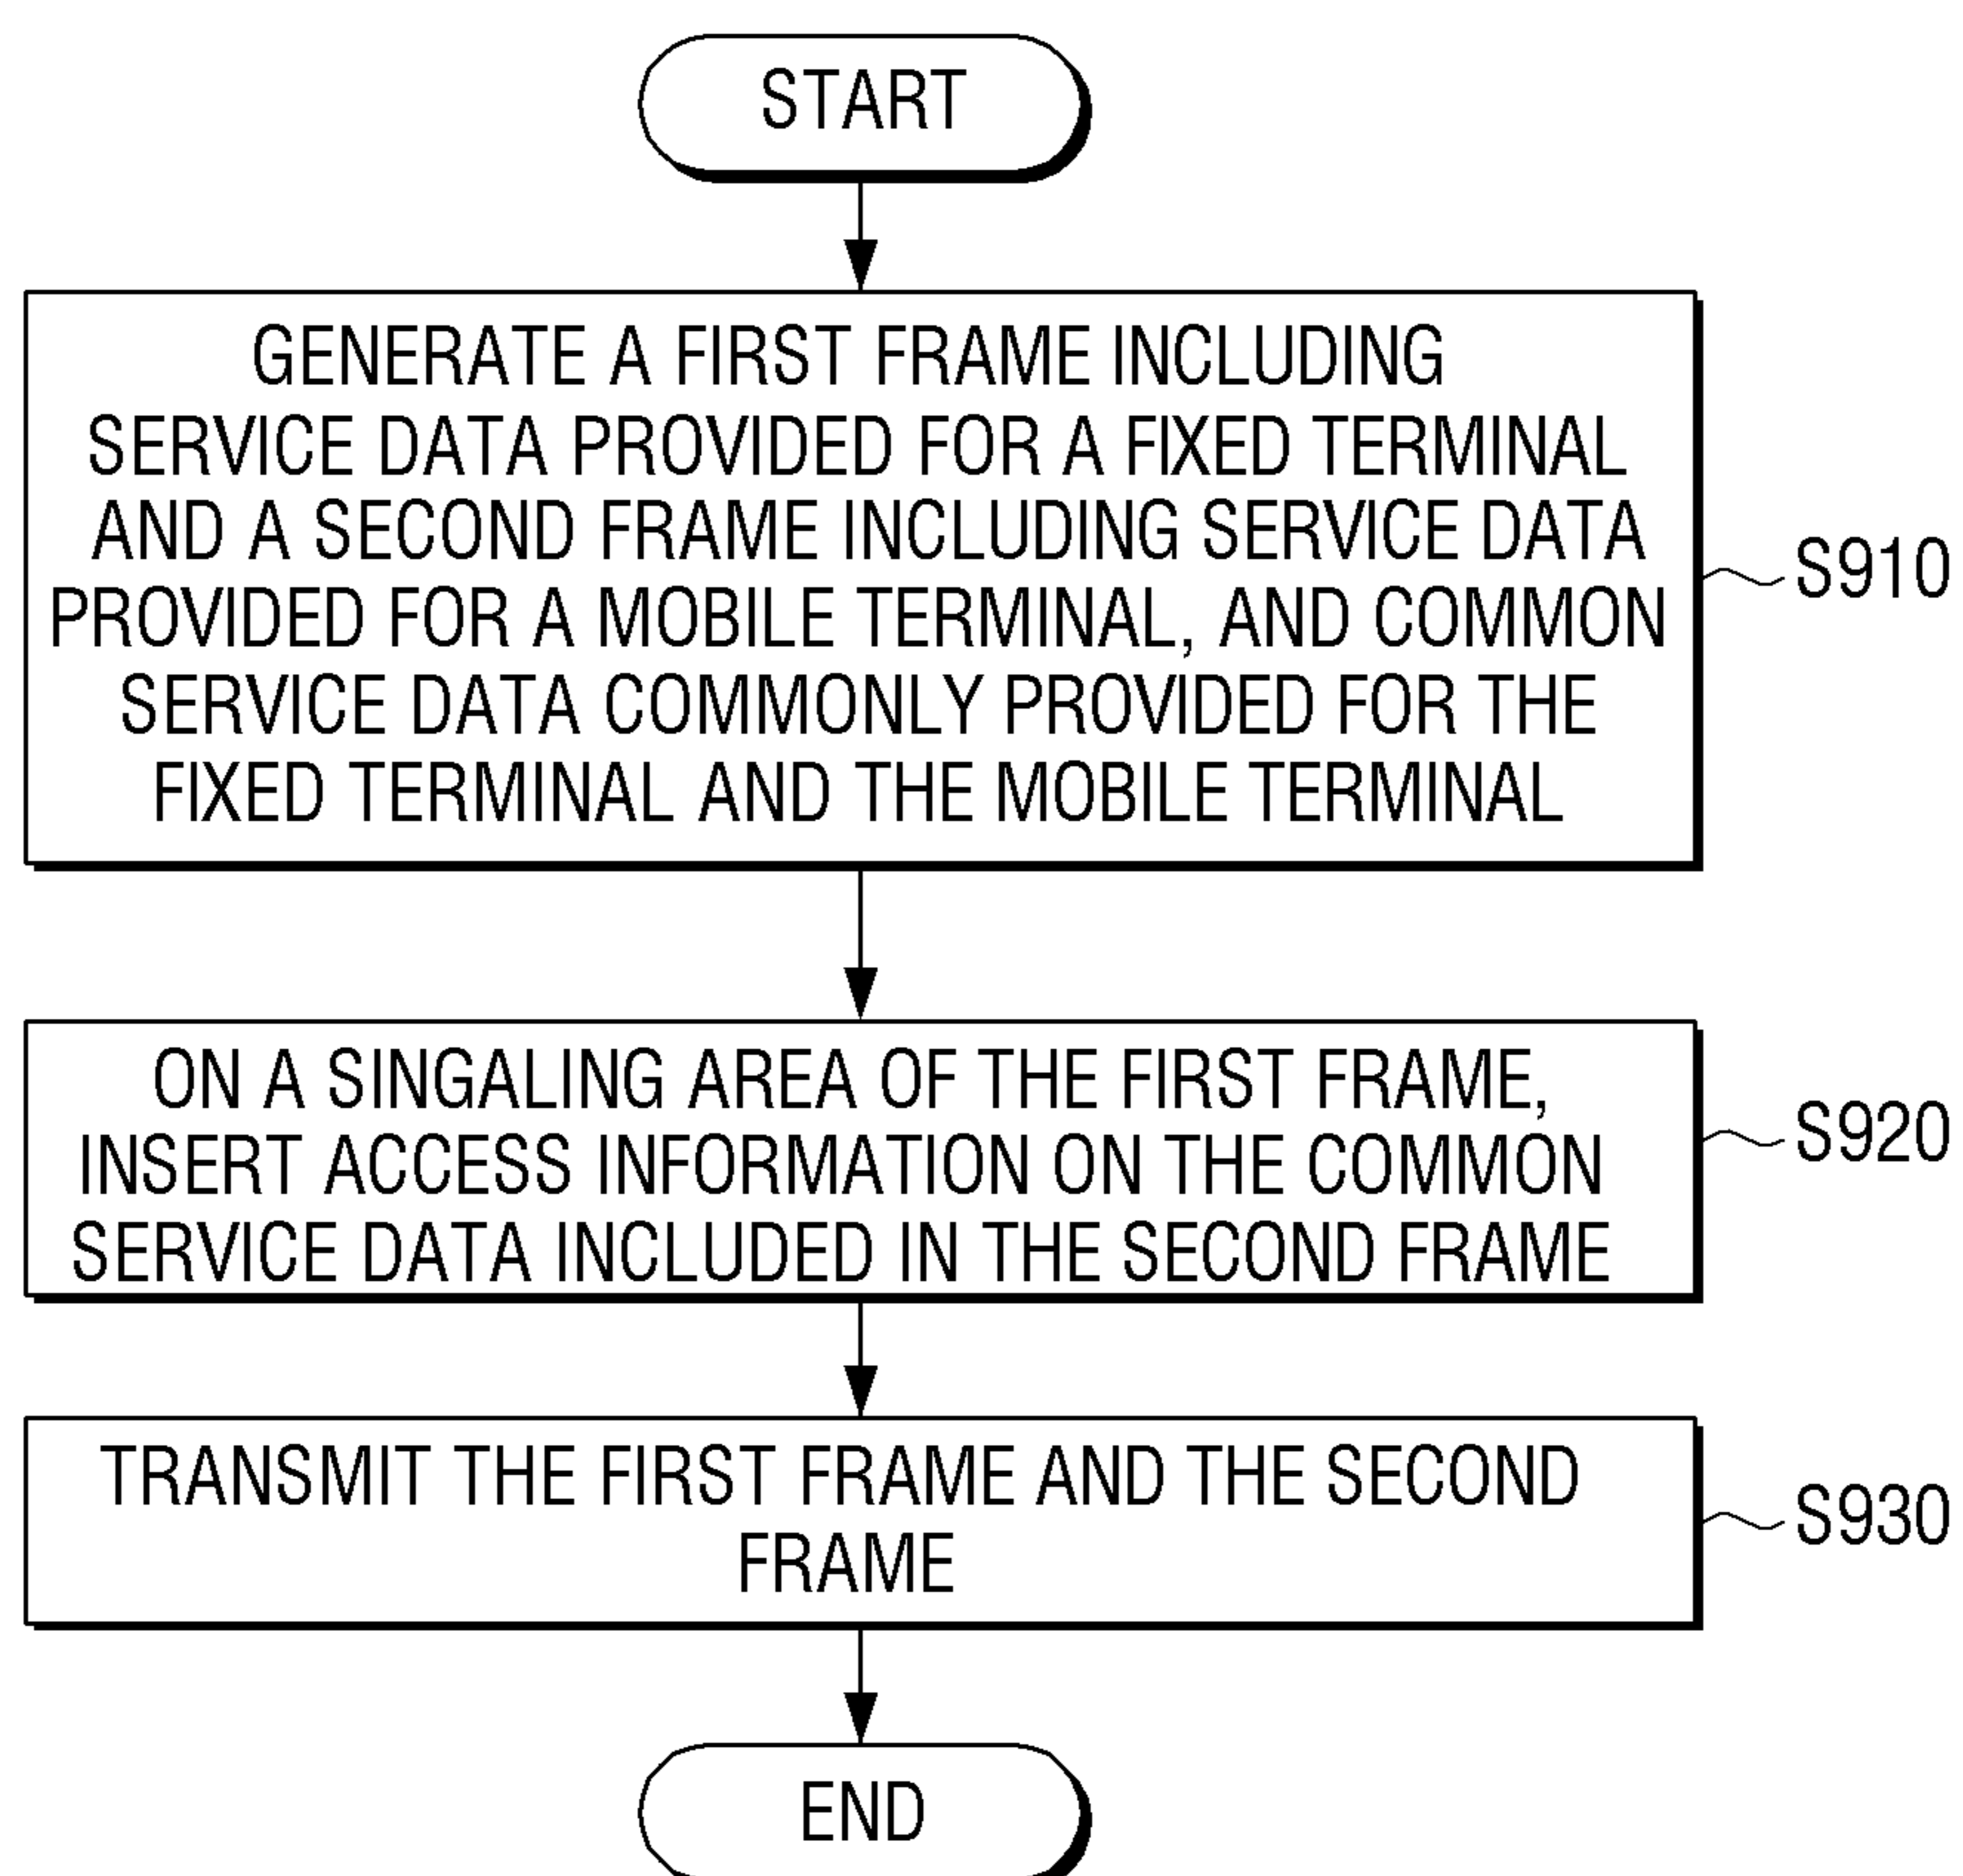 START
GENERATE A FIRST FRAME INCLUDING
SERVICE DATA PROVIDED FOR A FIXED TERMINAL
AND A SECOND FRAME INCLUDING SERVICE DATA
PROVIDED FOR A MOBILE TERMINAL, AND COMMON
SERVICE DATA COMMONLY PROVIDED FOR THE
FIXED TERMINAL AND THE MOBILE TERMINAL
S910
ON A SINGALING AREA OF THE FIRST FRAME,
INSERT ACCESS INFORMATION ON THE COMMON
SERVICE DATA INCLUDED IN THE SECOND FRAME
S920
TRANSMIT THE FIRST FRAME AND THE SECOND
FRAME
S930
END